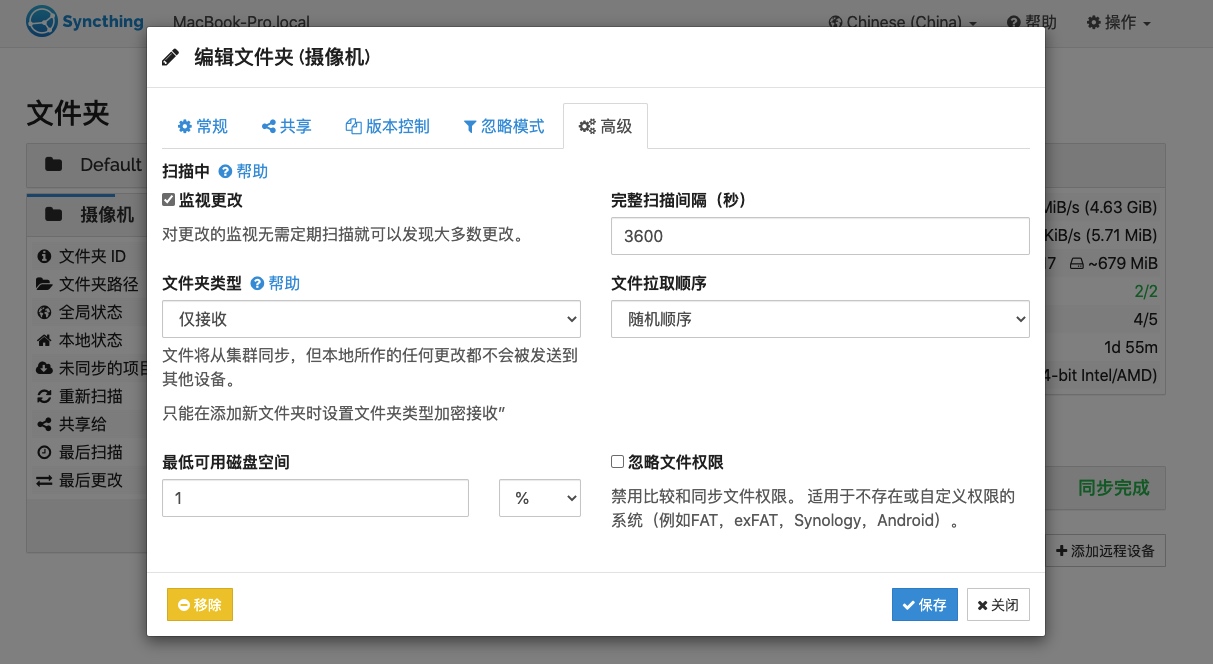 Syncthing
MacBook-Pro.local
Chinese (China)
帮助
操作
编辑文件夹 (摄像机)
常规
共享
版本控制
忽略模式
高级
扫描中 帮助
监视更改
对更改的监视无需定期扫描就可以发现大多数更改。
完整扫描间隔（秒）
3600
文件夹类型 帮助
仅接收
文件将从集群同步，但本地所作的任何更改都不会被发送到
其他设备。
只能在添加新文件夹时设置文件夹类型加密接收”
文件拉取顺序
随机顺序
最低可用磁盘空间
1
%
忽略文件权限
禁用比较和同步文件权限。 适用于不存在或自定义权限的
系统（例如FAT，exFAT，Synology，Android）。
移除
保存
关闭
文件夹
Default
摄像机
文件夹 ID
文件夹路径
全局状态
本地状态
未同步的项目
重新扫描
共享给
最后扫描
最后更改
MiB/s (4.63 GiB)
KiB/s (5.71 MiB)
7 ~679 MiB
2/2
4/5
1d 55m
4-bit Intel/AMD)
同步完成
添加远程设备